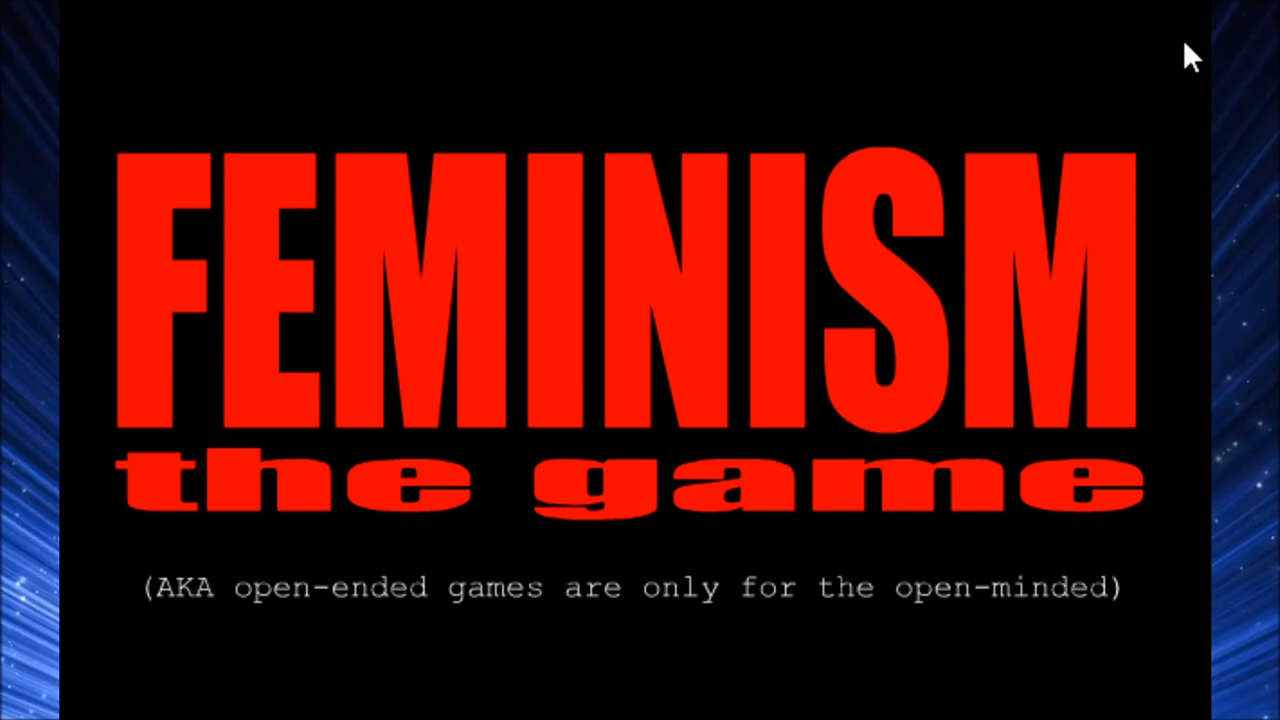 FEMINISM
the game
(AKA open-ended games are only for the open-minded)